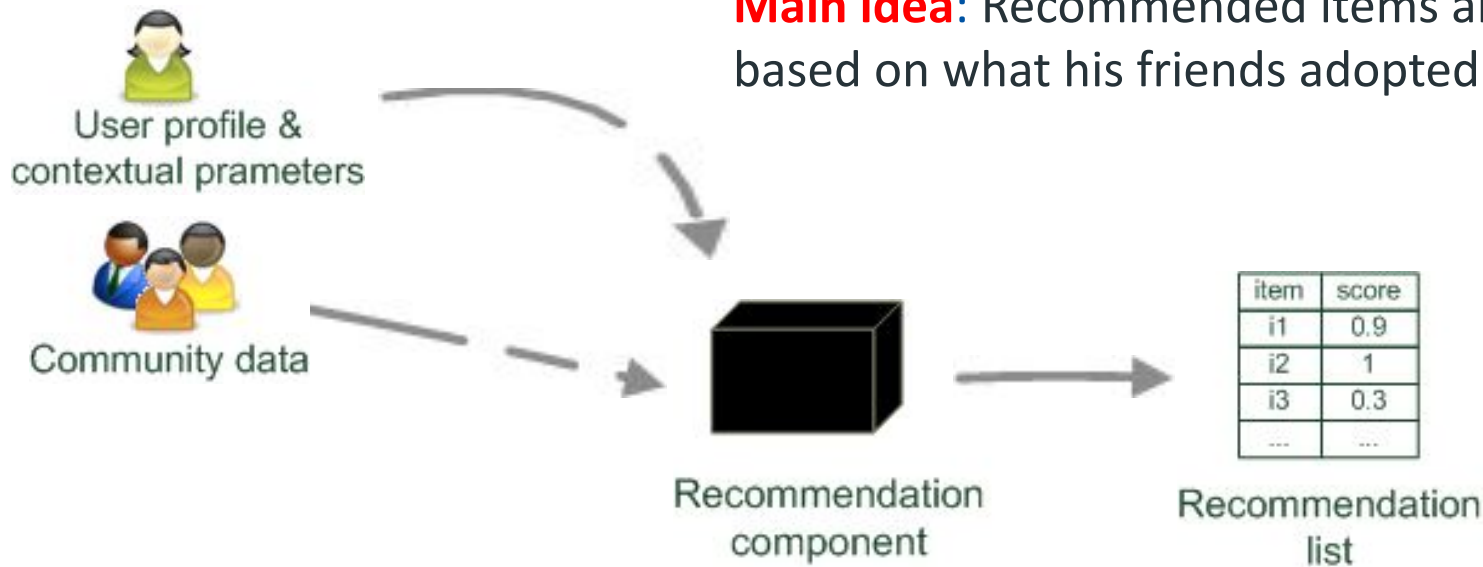 Main Idea: Recommended items
based on what his friends adopted
User profile &
contextual prameters
Community data
Recommendation
component
item score
i1 0.9
i2 1
i3 0.3
... ...
Recommendation
list